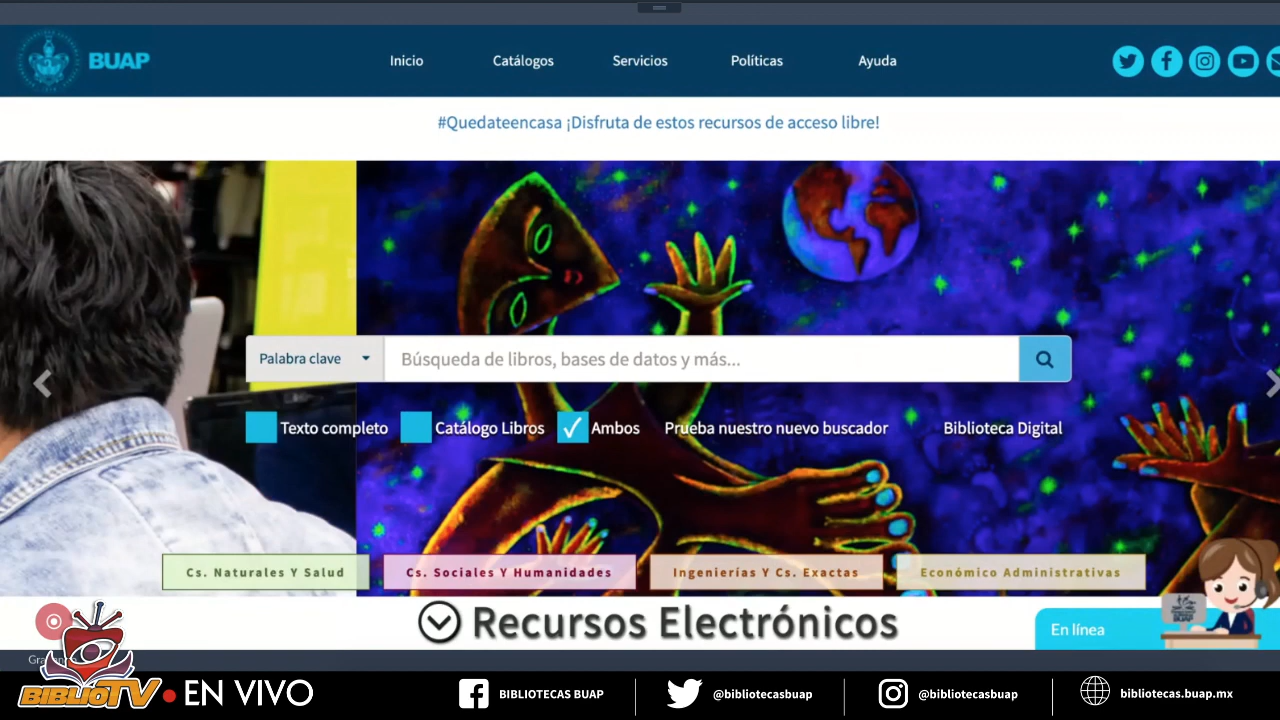 BUAP
Inicio
Catálogos
Servicios
Políticas
Ayuda
#Quedateencasa ¡Disfruta de estos recursos de acceso libre!
Palabra clave
Búsqueda de libros, bases de datos y más...
Texto completo
Catálogo Libros
Ambos
Prueba nuestro nuevo buscador
Biblioteca Digital
Cs. Naturales Y Salud
Cs. Sociales Y Humanidades
Ingenierías Y Cs. Exactas
Económico Administrativas
Recursos Electrónicos
En línea
BUAP
BIBLIOTV
EN VIVO
BIBLIOTECAS BUAP
@bibliotecasbuap
@bibliotecasbuap
bibliotecas.buap.mx